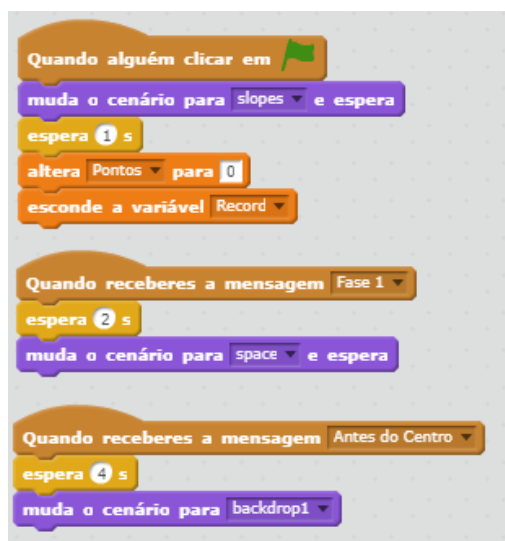 Quando alguém clicar em
muda o cenário para slopes e espera
espera 1 s
altera Pontos para 0
esconde a variável Record
Quando receberes a mensagem Fase 1
espera 2 s
muda o cenário para space e espera
Quando receberes a mensagem Antes do Centro
espera 4 s
muda o cenário para backdrop1